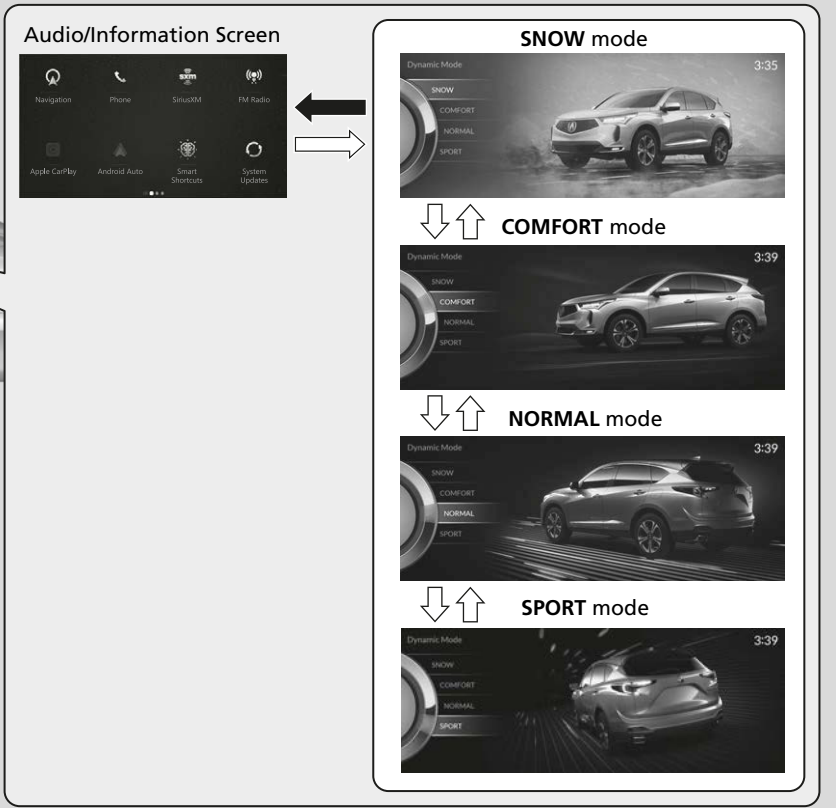 Audio/Information Screen
sxm
Navigation Phone SiriusXM FM Radio
Apple CarPlay Android Auto Smart Shortcuts System Updates
SNOW mode
Dynamic Mode 3:35
SNOW
COMFORT
NORMAL
SPORT
COMFORT mode
Dynamic Mode 3:39
SNOW
COMFORT
NORMAL
SPORT
NORMAL mode
Dynamic Mode 3:39
SNOW
COMFORT
NORMAL
SPORT
SPORT mode
Dynamic Mode 3:39
SNOW
COMFORT
NORMAL
SPORT